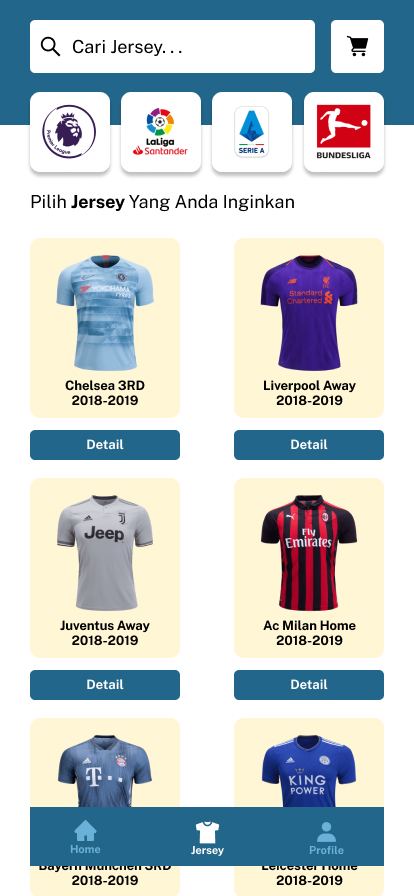 Cari Jersey. . .
Premier League
LaLiga
Santander
SERIE A
BUNDESLIGA
Pilih Jersey Yang Anda Inginkan
YOKOHAMA
Chelsea 3RD
2018-2019
Standard
Chartered
Liverpool Away
2018-2019
Detail
Detail
Jeep
Juventus Away
2018-2019
Fly
Emirates
Ac Milan Home
2018-2019
Detail
Detail
T
KING
POWER
Home
Jersey
Profile
Bayern Munchen 3RD
2018-2019
Leicester Home
2018-2019